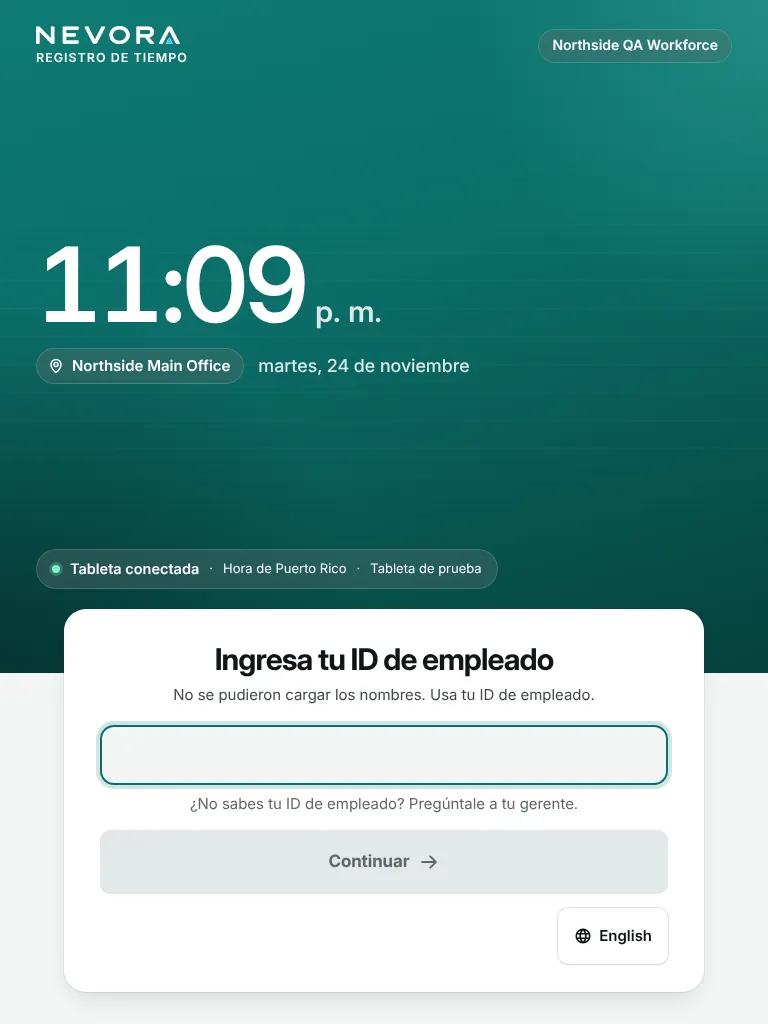 NEVORA
REGISTRO DE TIEMPO
Northside QA Workforce
11:09 p. m.
Northside Main Office
martes, 24 de noviembre
Tableta conectada · Hora de Puerto Rico · Tableta de prueba
Ingresa tu ID de empleado
No se pudieron cargar los nombres. Usa tu ID de empleado.
¿No sabes tu ID de empleado? Pregúntale a tu gerente.
Continuar →
English